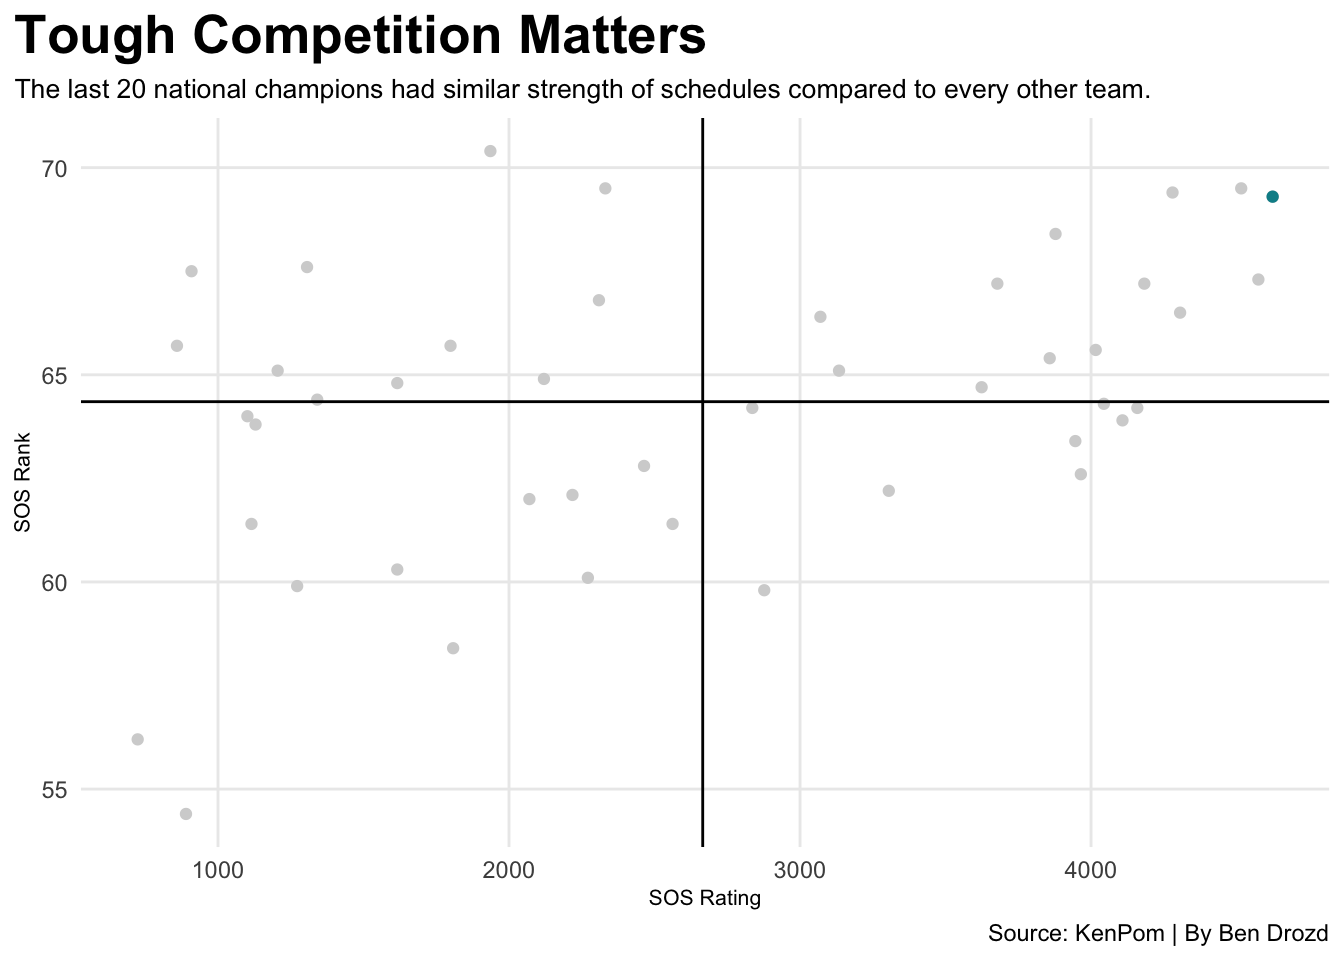 Tough Competition Matters
The last 20 national champions had similar strength of schedules compared to every other team.
70
65
60
55
SOS Rank
1000 2000 3000 4000
SOS Rating
Source: KenPom | By Ben Drozd